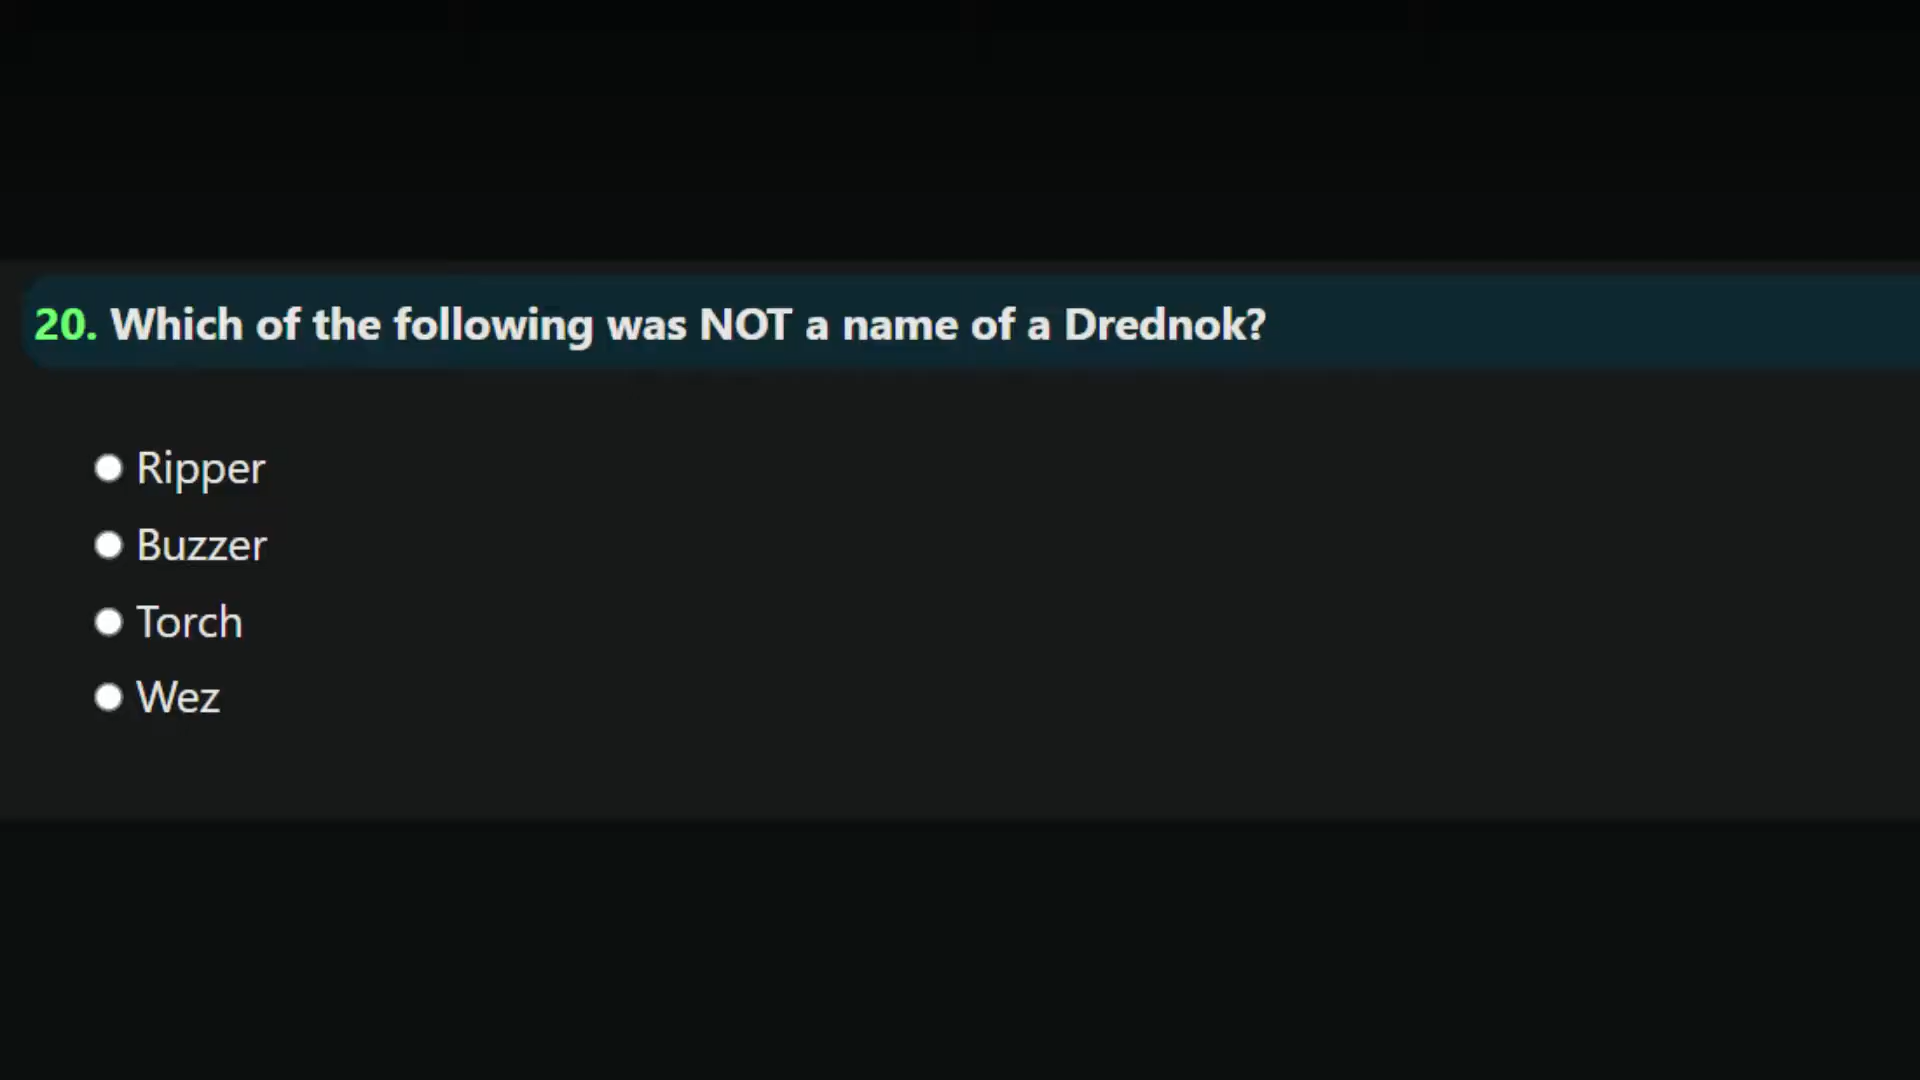 20. Which of the following was NOT a name of a Drednok?
Ripper
Buzzer
Torch
Wez